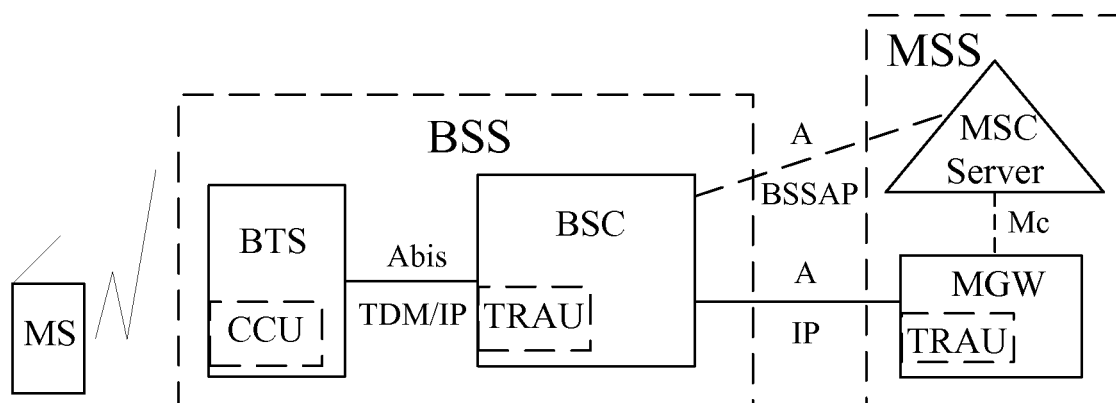 MSS
BSS
MSC
Server
A
BSSAP
BTS
BSC
Mc
Abis
TDM/IP
A
IP
MGW
MS
CCU
TRAU
TRAU